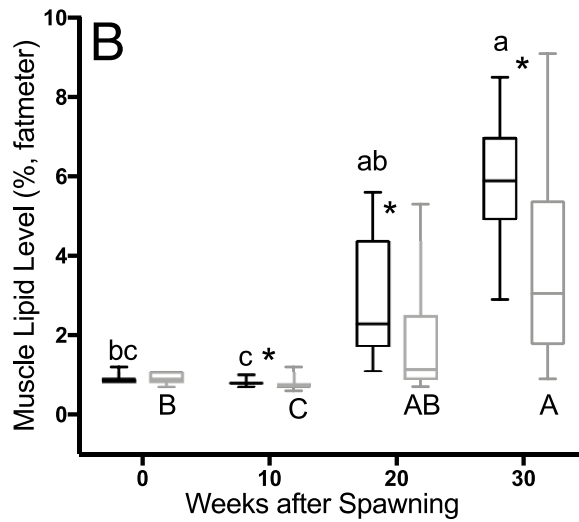 B
Muscle Lipid Level (%, fatmeter)
10
8
6
4
2
0
bc
B
c *
C
ab
*
AB
a
*
A
0 10 20 30
Weeks after Spawning